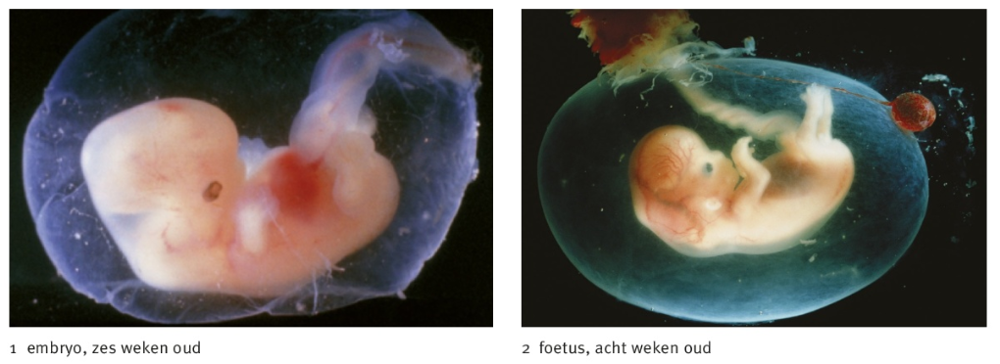 1 embryo, zes weken oud
2 foetus, acht weken oud